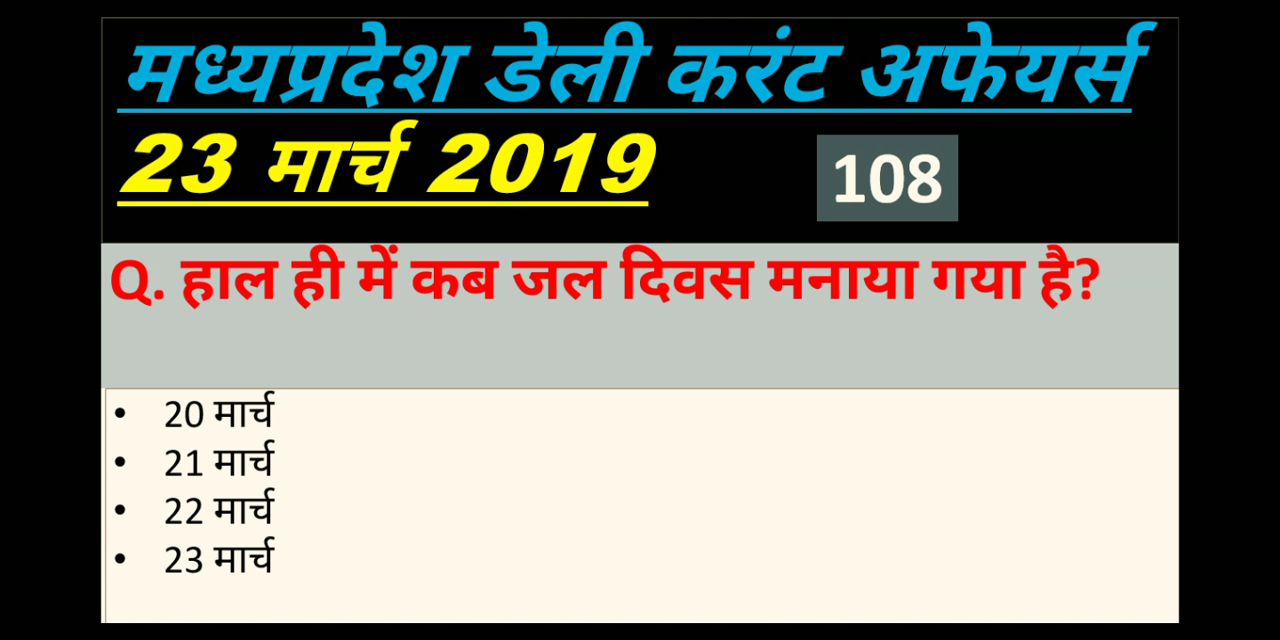 मध्यप्रदेश डेली करंट अफेयर्स
23 मार्च 2019
108
Q. हाल ही में कब जल दिवस मनाया गया है?
• 20 मार्च
• 21 मार्च
• 22 मार्च
• 23 मार्च